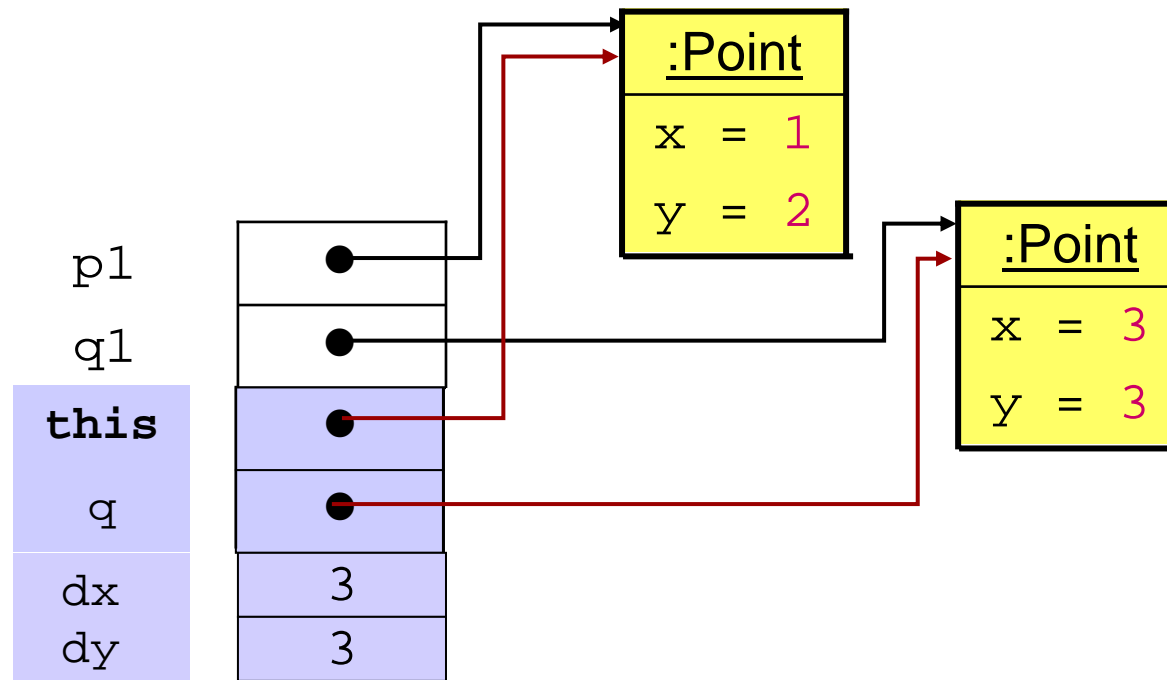 :Point
x = 1
y = 2
:Point
x = 3
y = 3
p1
q1
this
q
dx 3
dy 3